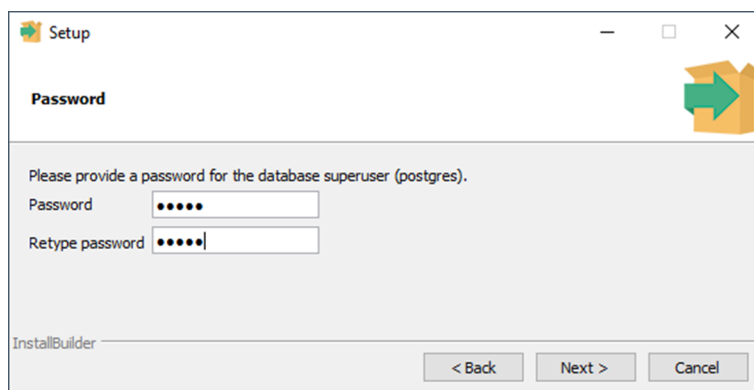 Setup
Password
Please provide a password for the database superuser (postgres).
Password •••••
Retype password •••••
InstallBuilder
< Back Next > Cancel